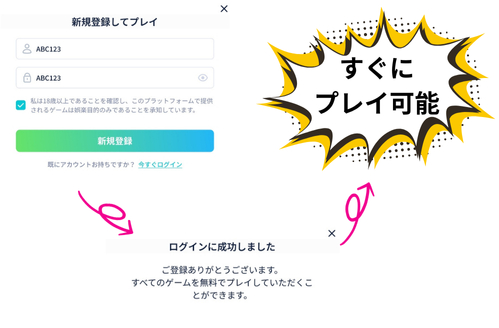 新規登録してプレイ
ABC123
ABC123
私は18歳以上であることを確認し、このプラットフォームで提供
されるゲームは娯楽目的のみであることを承知しています。
新規登録
既にアカウントお持ちですか？ 今すぐログイン
すぐに
プレイ可能
ログインに成功しました
ご登録ありがとうございます。
すべてのゲームを無料でプレイしていただくこ
とができます。